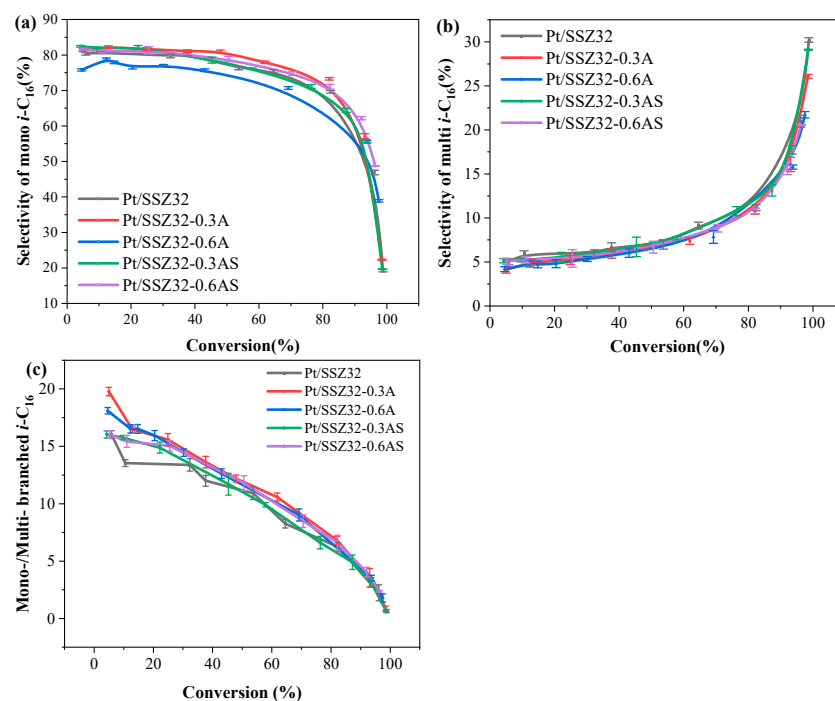 (a)
90
80
70
60
50
40
30
20
10
Selectivity of mono i-C16(%)
Pt/SSZ32
Pt/SSZ32-0.3A
Pt/SSZ32-0.6A
Pt/SSZ32-0.3AS
Pt/SSZ32-0.6AS
0 20 40 60 80 100
Conversion(%)
(b)
35
30
25
20
15
10
5
0
Selectivity of multi i-C16(%)
Pt/SSZ32
Pt/SSZ32-0.3A
Pt/SSZ32-0.6A
Pt/SSZ32-0.3AS
Pt/SSZ32-0.6AS
0 20 40 60 80 100
Conversion(%)
(c)
20
15
10
5
0
Mono-/Multi- branched i-C16
Pt/SSZ32
Pt/SSZ32-0.3A
Pt/SSZ32-0.6A
Pt/SSZ32-0.3AS
Pt/SSZ32-0.6AS
0 20 40 60 80 100
Conversion (%)